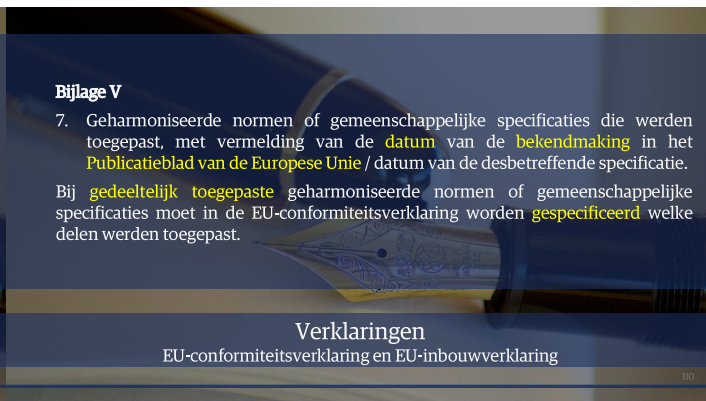 Bijlage V
7. Geharmoniseerde normen of gemeenschappelijke specificaties die werden
toegepast, met vermelding van de datum van de bekendmaking in het
Publicatieblad van de Europese Unie / datum van de desbetreffende specificatie.
Bij gedeeltelijk toegepaste geharmoniseerde normen of gemeenschappelijke
specificaties moet in de EU-conformiteitsverklaring worden gespecificeerd welke
delen werden toegepast.
Verklaringen
EU-conformiteitsverklaring en EU-inbouwverklaring
110